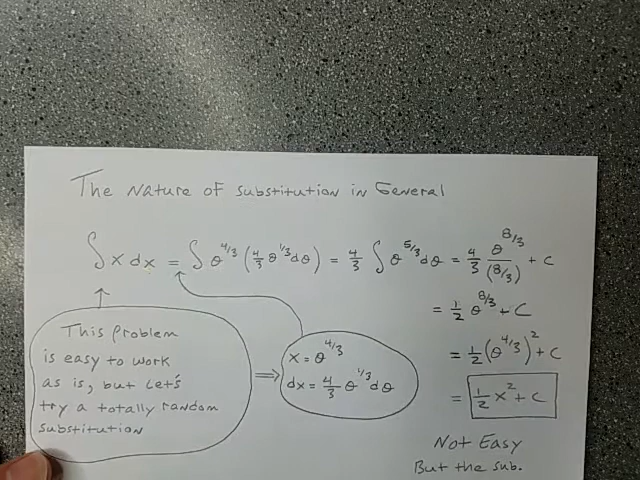 The Nature of Substitution in General
∫ x dx = ∫ θ^{4/3} (4/3 θ^{1/3} dθ) = 4/3 ∫ θ^{5/3} dθ = 4/3 θ^{8/3}/(8/3) + C
= 1/2 θ^{8/3} + C
= 1/2 (θ^{4/3})^2 + C
= 1/2 x^2 + C
This Problem
is easy to work
as is, but Let's
try a totally random
substitution
⇒
x = θ^{4/3}
dx = 4/3 θ^{1/3} dθ
Not Easy
But the sub.